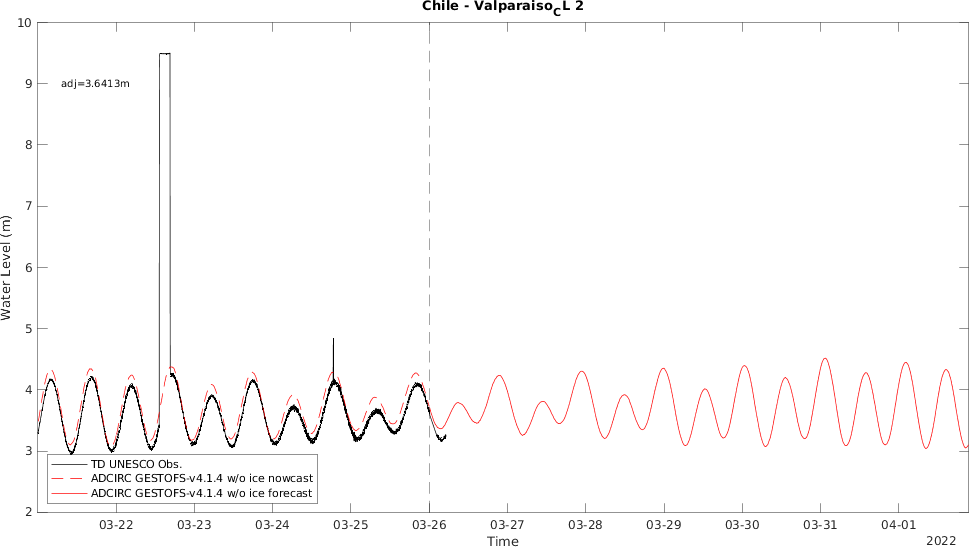 Chile - Valparaiso_CL 2
10
adj=3.6413m
9
8
7
6
5
4
3
2
Water Level (m)
TD UNESCO Obs.
ADCIRC GESTOFS-v4.1.4 w/o ice nowcast
ADCIRC GESTOFS-v4.1.4 w/o ice forecast
03-22 03-23 03-24 03-25 03-26 03-27 03-28 03-29 03-30 03-31 04-01
Time
2022